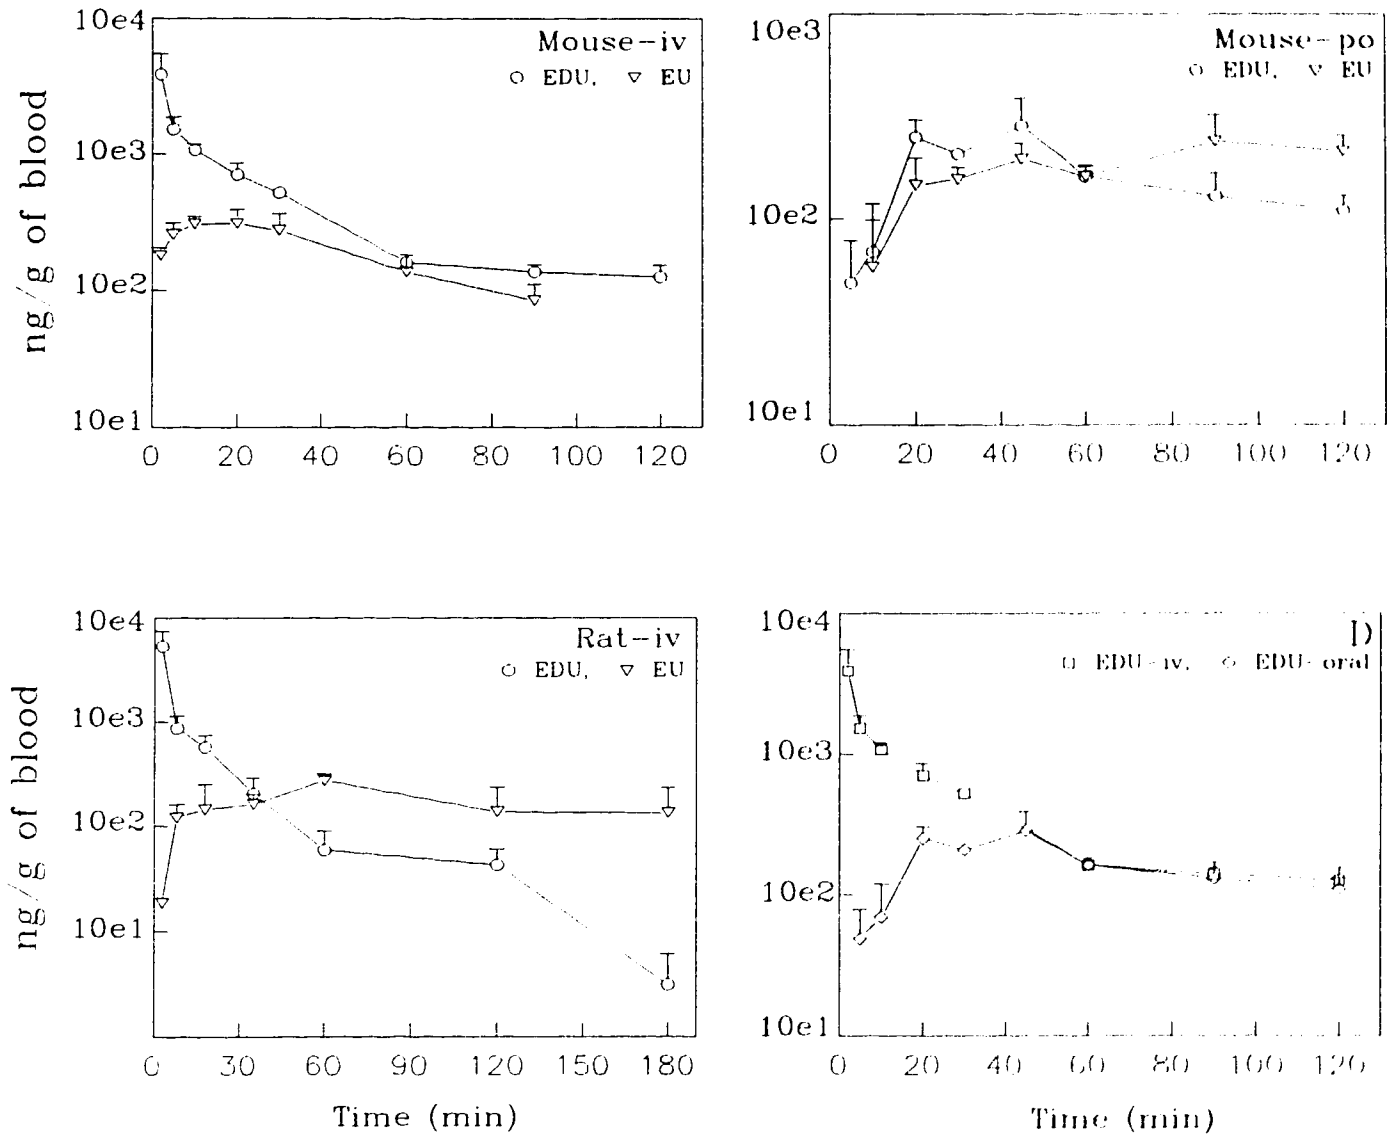 ng/g of blood
10e4
10e3
10e2
10e1
Mouse-iv
○ EDU, ▽ EU
0 20 40 60 80 100 120
10e3
10e2
10e1
Mouse-po
○ EDU, ▽ EU
0 20 40 60 80 100 120
ng/g of blood
10e4
10e3
10e2
10e1
Rat-iv
○ EDU, ▽ EU
0 30 60 90 120 150 180
Time (min)
10e4
10e3
10e2
10e1
D)
□ EDU-iv, ◇ EDU-oral
0 20 40 60 80 100 120
Time (min)